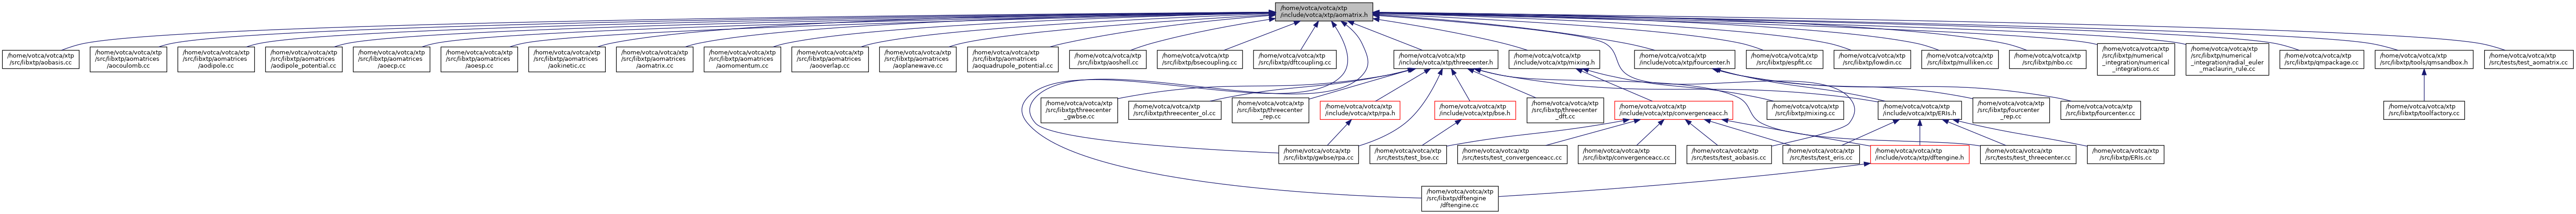 /home/votca/votca/xtp
/include/votca/xtp/aomatrix.h
/home/votca/votca/xtp
/src/libxtp/aobasis.cc
/home/votca/votca/xtp
/src/libxtp/aomatrices
/aocoulomb.cc
/home/votca/votca/xtp
/src/libxtp/aomatrices
/aodipole.cc
/home/votca/votca/xtp
/src/libxtp/aomatrices
/aodipole_potential.cc
/home/votca/votca/xtp
/src/libxtp/aomatrices
/aoecp.cc
/home/votca/votca/xtp
/src/libxtp/aomatrices
/aoesp.cc
/home/votca/votca/xtp
/src/libxtp/aomatrices
/aokinetic.cc
/home/votca/votca/xtp
/src/libxtp/aomatrices
/aomatrix.cc
/home/votca/votca/xtp
/src/libxtp/aomatrices
/aomomentum.cc
/home/votca/votca/xtp
/src/libxtp/aomatrices
/aooverlap.cc
/home/votca/votca/xtp
/src/libxtp/aomatrices
/aoplanewave.cc
/home/votca/votca/xtp
/src/libxtp/aomatrices
/aoquadrupole_potential.cc
/home/votca/votca/xtp
/src/libxtp/aoshell.cc
/home/votca/votca/xtp
/src/libxtp/bsecoupling.cc
/home/votca/votca/xtp
/src/libxtp/dftcoupling.cc
/home/votca/votca/xtp
/include/votca/xtp/threecenter.h
/home/votca/votca/xtp
/include/votca/xtp/mixing.h
/home/votca/votca/xtp
/include/votca/xtp/fourcenter.h
/home/votca/votca/xtp
/src/libxtp/espfit.cc
/home/votca/votca/xtp
/src/libxtp/lowdin.cc
/home/votca/votca/xtp
/src/libxtp/mulliken.cc
/home/votca/votca/xtp
/src/libxtp/nbo.cc
/home/votca/votca/xtp
/src/libxtp/numerical
_integration/numerical
_integrations.cc
/home/votca/votca/xtp
/src/libxtp/numerical
_integration/radial_euler
_maclaurin_rule.cc
/home/votca/votca/xtp
/src/libxtp/qmpackage.cc
/home/votca/votca/xtp
/src/libxtp/tools/qmsandbox.h
/home/votca/votca/xtp
/src/tests/test_aomatrix.cc
/home/votca/votca/xtp
/src/libxtp/threecenter
_gwbse.cc
/home/votca/votca/xtp
/src/libxtp/threecenter_ol.cc
/home/votca/votca/xtp
/src/libxtp/threecenter
_rep.cc
/home/votca/votca/xtp
/include/votca/xtp/rpa.h
/home/votca/votca/xtp
/include/votca/xtp/bse.h
/home/votca/votca/xtp
/src/libxtp/threecenter
_dft.cc
/home/votca/votca/xtp
/include/votca/xtp/convergenceacc.h
/home/votca/votca/xtp
/src/libxtp/mixing.cc
/home/votca/votca/xtp
/include/votca/xtp/ERIs.h
/home/votca/votca/xtp
/src/libxtp/fourcenter
_rep.cc
/home/votca/votca/xtp
/src/libxtp/fourcenter.cc
/home/votca/votca/xtp
/src/libxtp/toolfactory.cc
/home/votca/votca/xtp
/src/libxtp/gwbse/rpa.cc
/home/votca/votca/xtp
/src/tests/test_bse.cc
/home/votca/votca/xtp
/src/tests/test_convergenceacc.cc
/home/votca/votca/xtp
/src/libxtp/convergenceacc.cc
/home/votca/votca/xtp
/src/tests/test_aobasis.cc
/home/votca/votca/xtp
/src/tests/test_eris.cc
/home/votca/votca/xtp
/include/votca/xtp/dftengine.h
/home/votca/votca/xtp
/src/tests/test_threecenter.cc
/home/votca/votca/xtp
/src/libxtp/ERIs.cc
/home/votca/votca/xtp
/src/libxtp/dftengine
/dftengine.cc